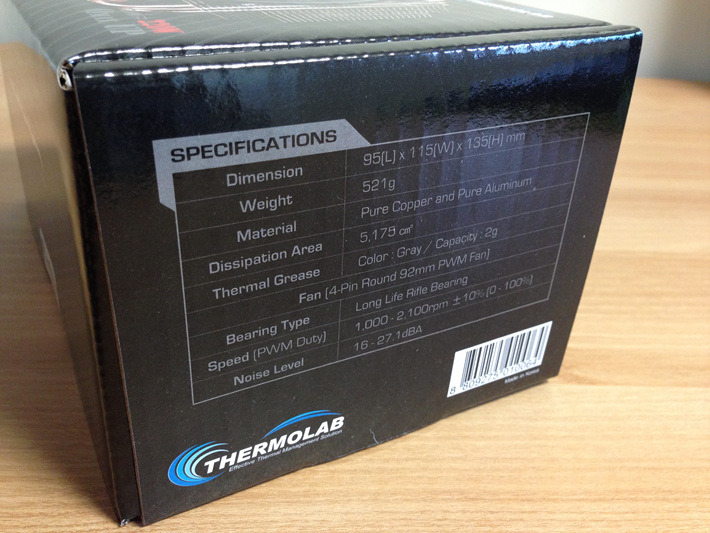 SPECIFICATIONS
Dimension 95[L] x 115[W] x 135[H] mm
Weight 521g
Material Pure Copper and Pure Aluminum
Dissipation Area 5,175 ㎠
Thermal Grease Color : Gray / Capacity : 2g
Fan [4-Pin Round 92mm PWM Fan]
Bearing Type Long Life Rifle Bearing
Speed [PWM Duty] 1,000 - 2,100rpm ±10% [0 - 100%]
Noise Level 16 - 27.1dBA
Made in Korea
THERMOLAB
Effective Thermal Management Solution